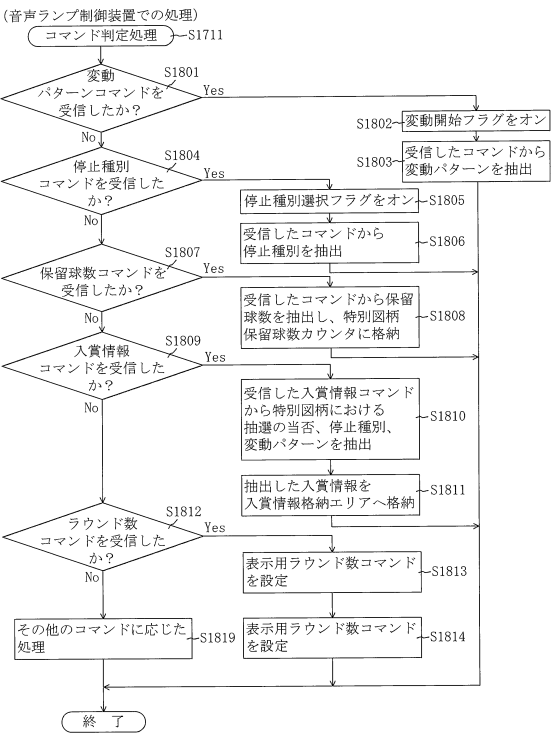 (音声ランプ制御装置での処理)
コマンド判定処理
S1711
変動
パターンコマンドを
受信したか?
S1801
Yes
No
S1802
変動開始フラグをオン
S1803
受信したコマンドから
変動パターンを抽出
停止種別
コマンドを受信した
か?
S1804
Yes
No
停止種別選択フラグをオン
S1805
受信したコマンドから
停止種別を抽出
S1806
保留球数コマンドを
受信したか?
S1807
Yes
No
受信したコマンドから保留
球数を抽出し、特別図柄
保留球数カウンタに格納
S1808
入賞情報
コマンドを受信した
か?
S1809
Yes
No
受信した入賞情報コマンド
から特別図柄における
抽選の当否、停止種別、
変動パターンを抽出
S1810
抽出した入賞情報を
入賞情報格納エリアへ格納
S1811
ラウンド数
コマンドを受信した
か?
S1812
Yes
No
表示用ラウンド数コマンド
を設定
S1813
その他のコマンドに応じた
処理
S1819
表示用ラウンド数コマンド
を設定
S1814
終 了